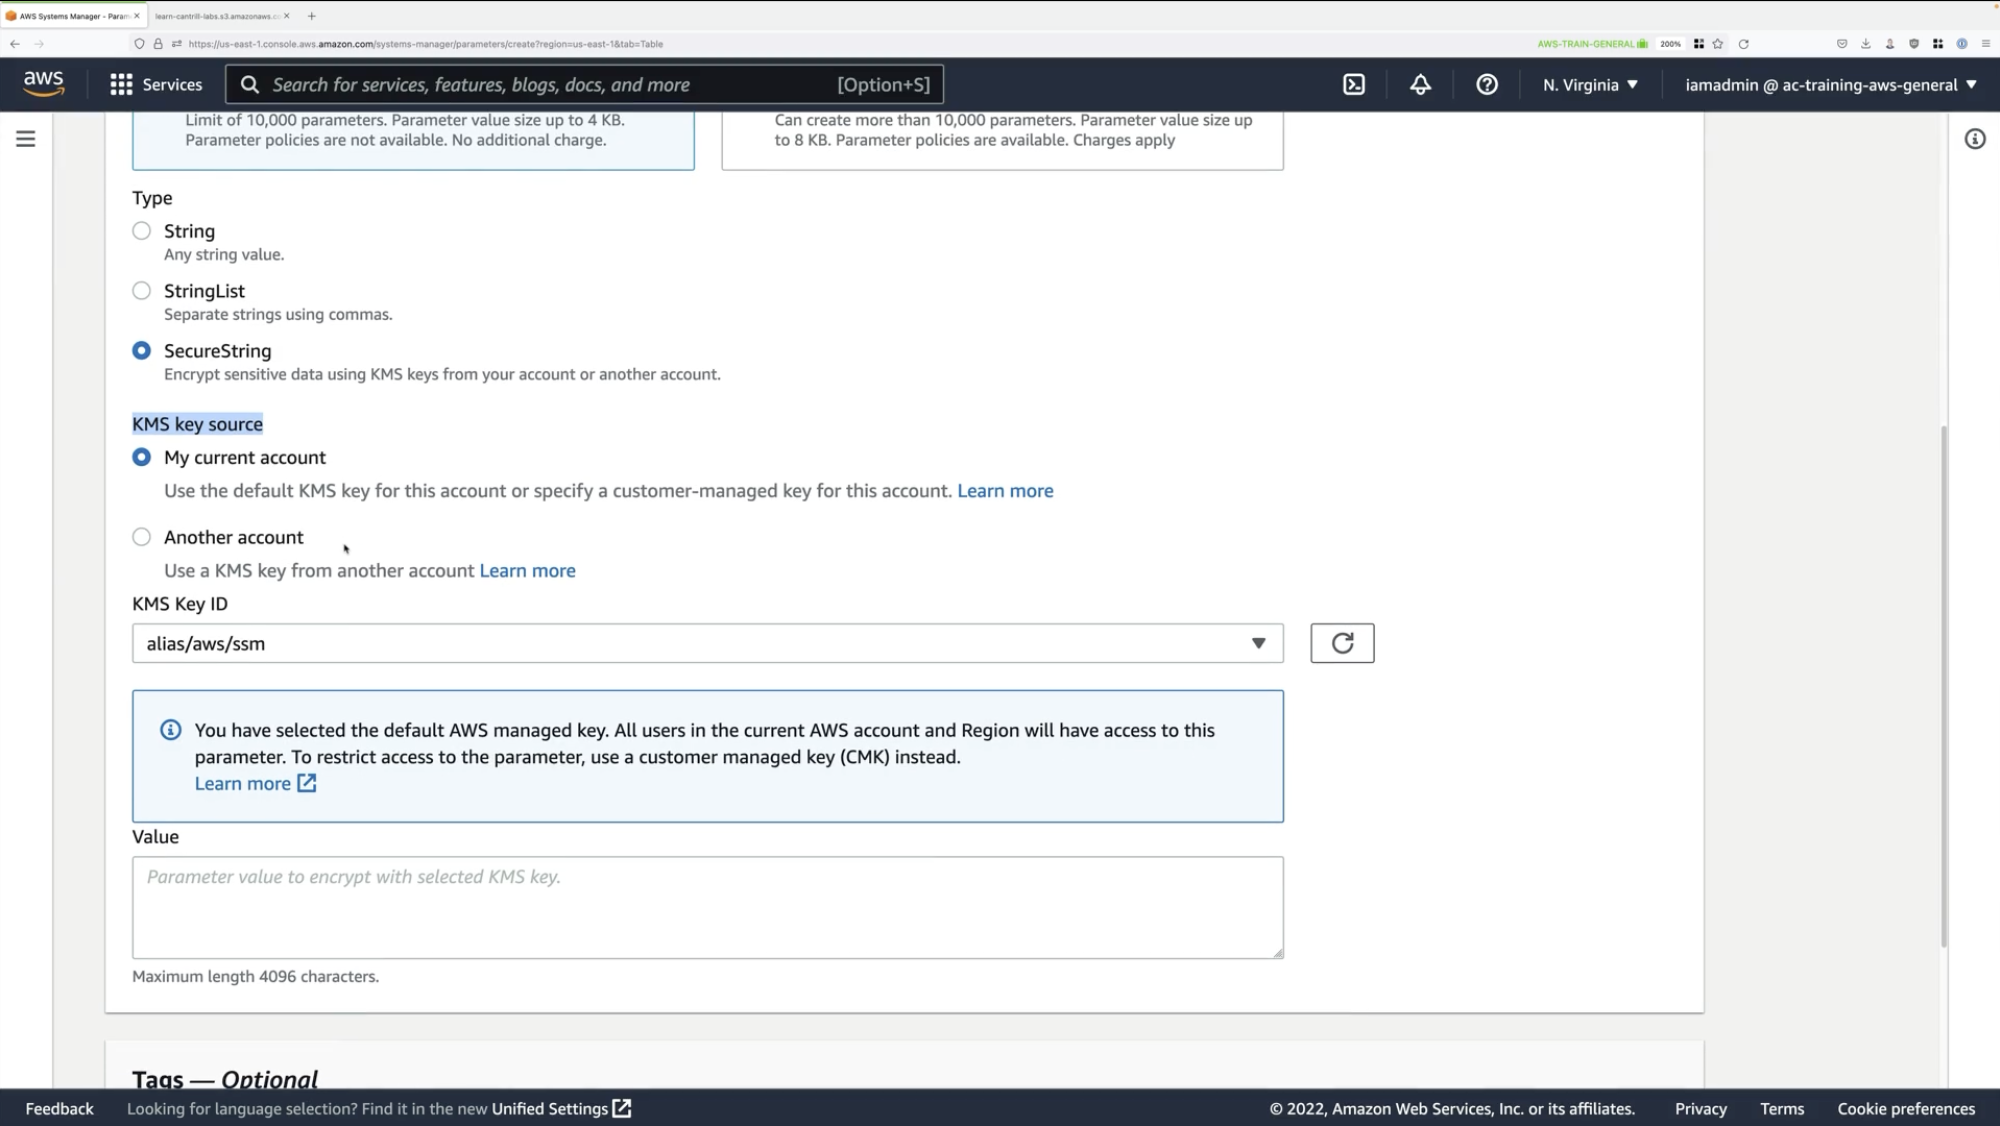 AWS Systems Manager - Param
learn-cantrill-labs.s3.amazonaws.c
https://us-east-1.console.aws.amazon.com/systems-manager/parameters/create?region=us-east-1&tab=Table
AWS-TRAIN-GENERAL
200%
aws
Services
Search for services, features, blogs, docs, and more
[Option+S]
N. Virginia
iamadmin @ ac-training-aws-general
Limit of 10,000 parameters. Parameter value size up to 4 KB.
Parameter policies are not available. No additional charge.
Can create more than 10,000 parameters. Parameter value size up
to 8 KB. Parameter policies are available. Charges apply
Type
String
Any string value.
StringList
Separate strings using commas.
SecureString
Encrypt sensitive data using KMS keys from your account or another account.
KMS key source
My current account
Use the default KMS key for this account or specify a customer-managed key for this account. Learn more
Another account
Use a KMS key from another account Learn more
KMS Key ID
alias/aws/ssm
You have selected the default AWS managed key. All users in the current AWS account and Region will have access to this
parameter. To restrict access to the parameter, use a customer managed key (CMK) instead.
Learn more
Value
Parameter value to encrypt with selected KMS key.
Maximum length 4096 characters.
Tags — Optional
Feedback
Looking for language selection? Find it in the new Unified Settings
© 2022, Amazon Web Services, Inc. or its affiliates.
Privacy
Terms
Cookie preferences